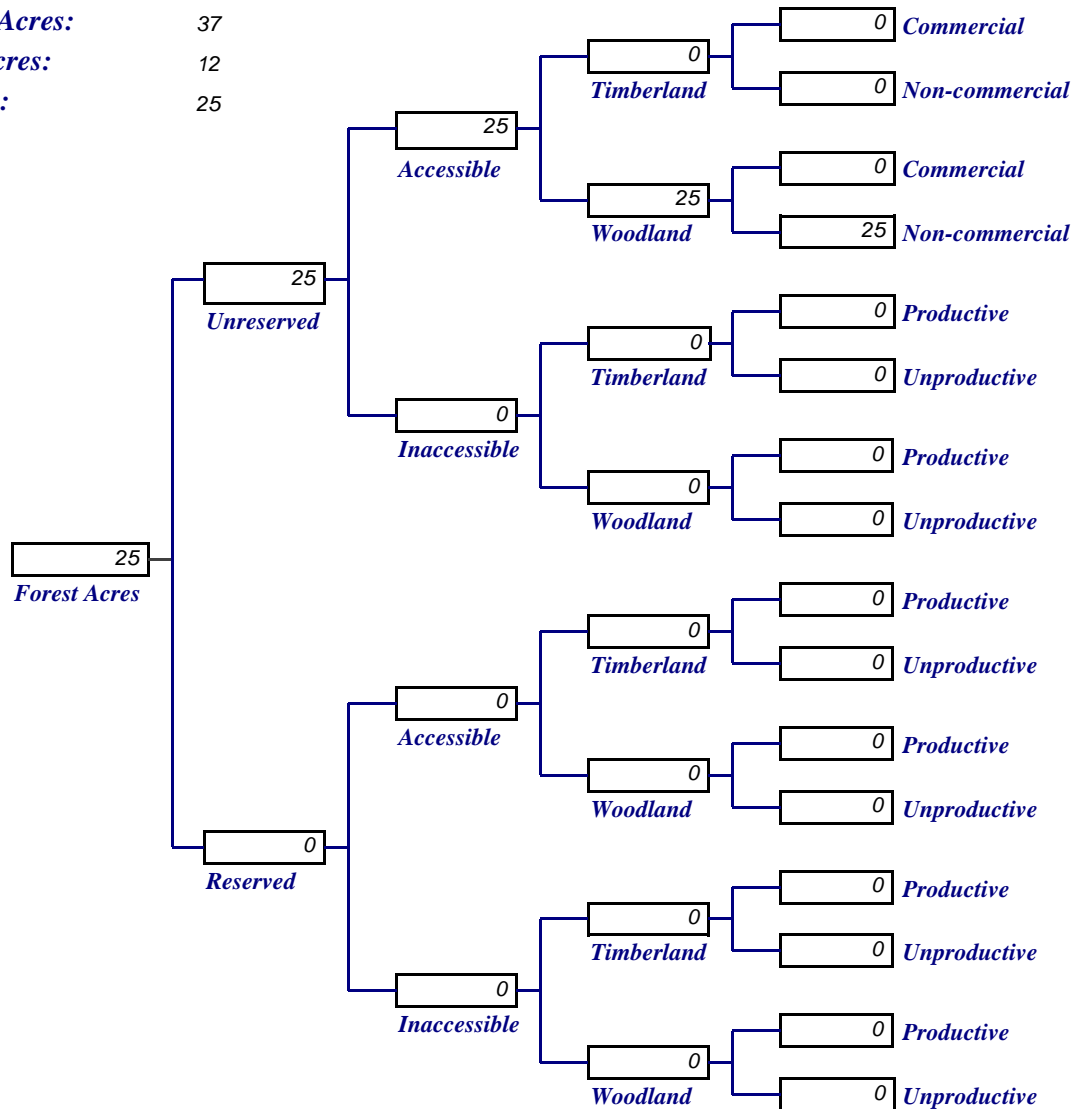 Acres: 37
cres: 12
: 25
0 Commercial
0
Timberland
0 Non-commercial
25
Accessible
0 Commercial
25
Woodland
25 Non-commercial
25
Unreserved
0 Productive
0
Timberland
0 Unproductive
0
Inaccessible
0 Productive
0
Woodland
0 Unproductive
25
Forest Acres
0 Productive
0
Timberland
0 Unproductive
0
Accessible
0 Productive
0
Woodland
0 Unproductive
0
Reserved
0 Productive
0
Timberland
0 Unproductive
0
Inaccessible
0 Productive
0
Woodland
0 Unproductive